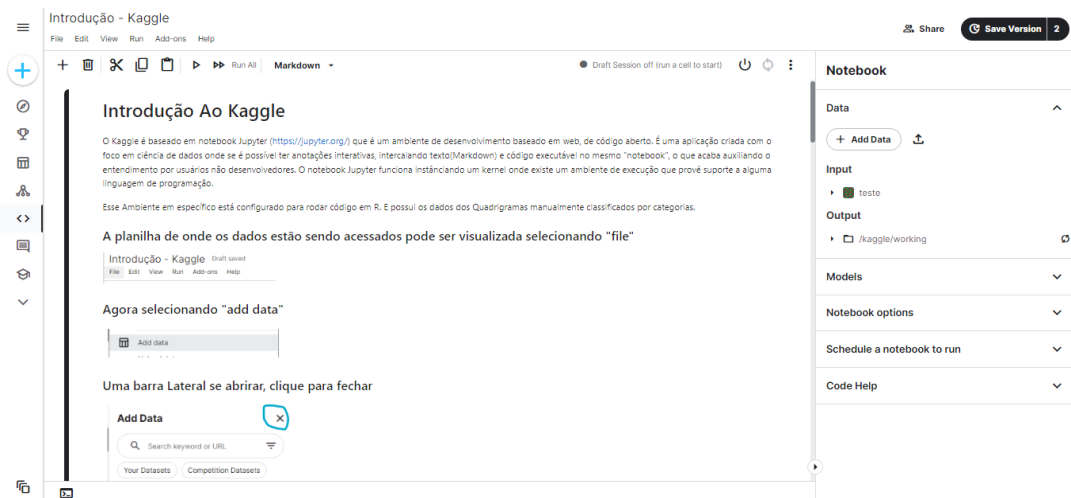 Introdução - Kaggle
File Edit View Run Add-ons Help
Share
Save Version 2
Run All
Markdown
Draft Session off (run a cell to start)
Introdução Ao Kaggle
O Kaggle é baseado em notebook Jupyter (https://jupyter.org/) que é um ambiente de desenvolvimento baseado em web, de código aberto. É uma aplicação criada com o
foco em ciência de dados onde se é possível ter anotações interativas, intercalando texto(Markdown) e código executável no mesmo "notebook", o que acaba auxiliando o
entendimento por usuários não desenvolvedores. O notebook Jupyter funciona instânciando um kernel onde existe um ambiente de execução que provê suporte a alguma
linguagem de programação.
Esse Ambiente em específico está configurado para rodar código em R. E possui os dados dos Quadrigramas manualmente classificados por categorias.
A planilha de onde os dados estão sendo acessados pode ser visualizada selecionando "file"
Introdução - Kaggle Draft saved
File Edit View Run Add-ons Help
Agora selecionando "add data"
Add data
Uma barra Lateral se abrirar, clique para fechar
Add Data
Search keyword or URL
Your Datasets Competition Datasets
Notebook
Data
Add Data
Input
teste
Output
/kaggle/working
Models
Notebook options
Schedule a notebook to run
Code Help